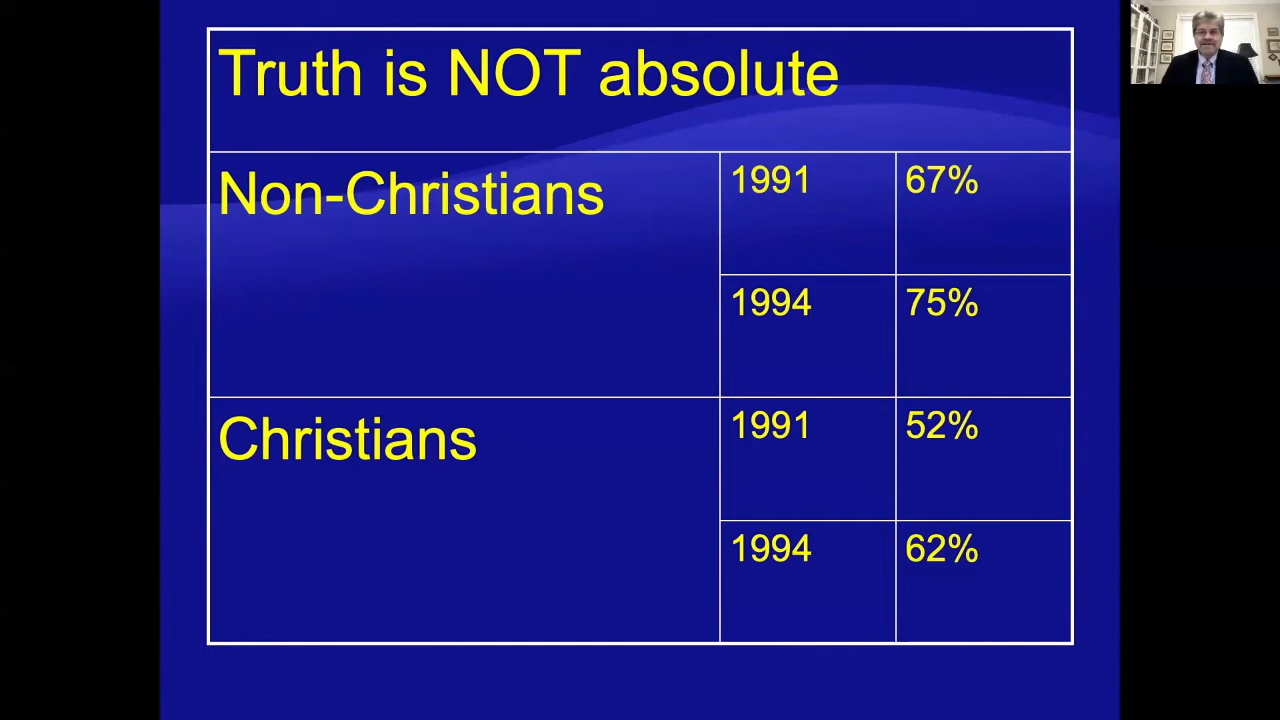 Truth is NOT absolute
Non-Christians
1991
67%
1994
75%
Christians
1991
52%
1994
62%